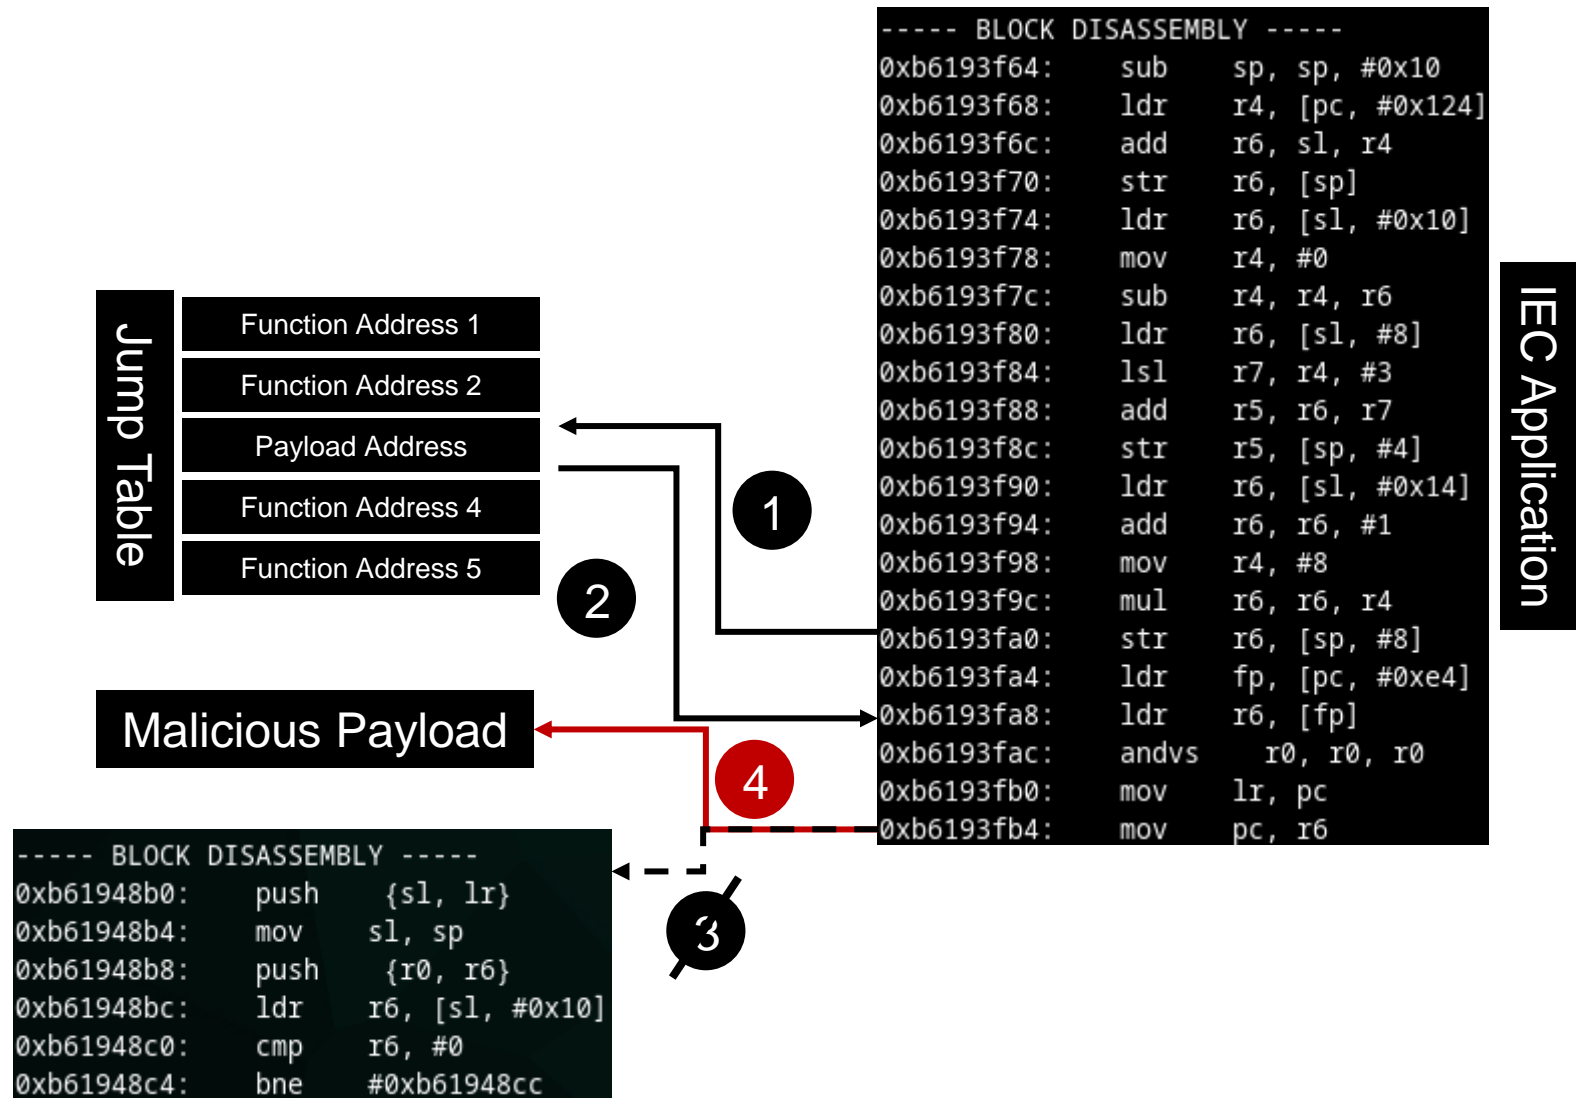 ----- BLOCK DISASSEMBLY -----
0xb6193f64: sub sp, sp, #0x10
0xb6193f68: ldr r4, [pc, #0x124]
0xb6193f6c: add r6, sl, r4
0xb6193f70: str r6, [sp]
0xb6193f74: ldr r6, [sl, #0x10]
0xb6193f78: mov r4, #0
0xb6193f7c: sub r4, r4, r6
0xb6193f80: ldr r6, [sl, #8]
0xb6193f84: lsl r7, r4, #3
0xb6193f88: add r5, r6, r7
0xb6193f8c: str r5, [sp, #4]
0xb6193f90: ldr r6, [sl, #0x14]
0xb6193f94: add r6, r6, #1
0xb6193f98: mov r4, #8
0xb6193f9c: mul r6, r6, r4
0xb6193fa0: str r6, [sp, #8]
0xb6193fa4: ldr fp, [pc, #0xe4]
0xb6193fa8: ldr r6, [fp]
0xb6193fac: andvs r0, r0, r0
0xb6193fb0: mov lr, pc
0xb6193fb4: mov pc, r6
IEC Application
Jump Table
Function Address 1
Function Address 2
Payload Address
Function Address 4
Function Address 5
1
2
Malicious Payload
4
3
----- BLOCK DISASSEMBLY -----
0xb61948b0: push {sl, lr}
0xb61948b4: mov sl, sp
0xb61948b8: push {r0, r6}
0xb61948bc: ldr r6, [sl, #0x10]
0xb61948c0: cmp r6, #0
0xb61948c4: bne #0xb61948cc